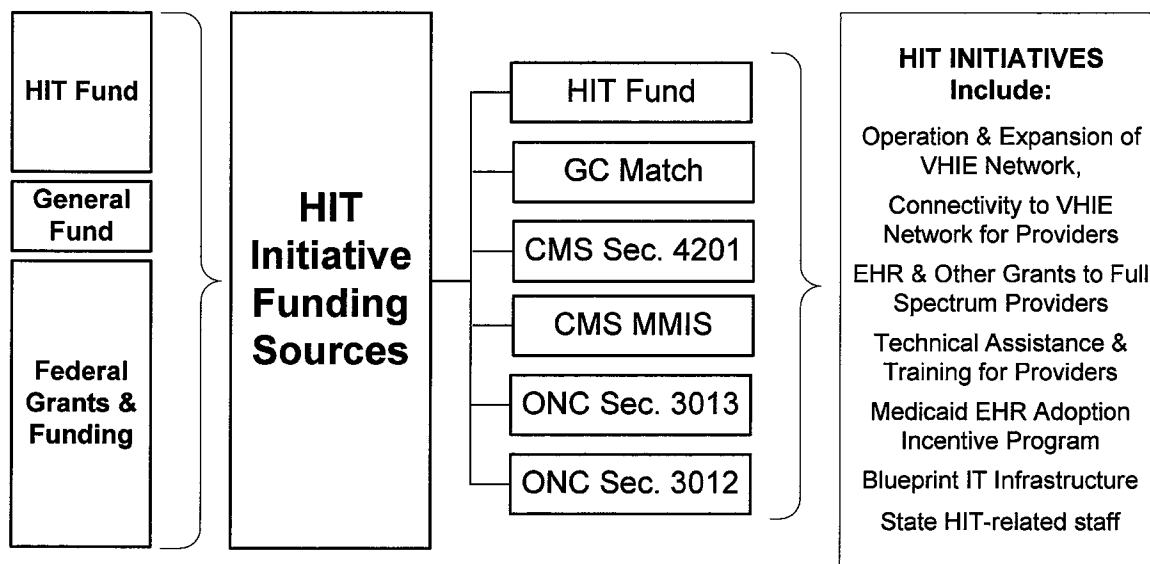 HIT Fund
General
Fund
Federal
Grants &
Funding
HIT
Initiative
Funding
Sources
HIT Fund
GC Match
CMS Sec. 4201
CMS MMIS
ONC Sec. 3013
ONC Sec. 3012
HIT INITIATIVES
Include:
Operation & Expansion of
VHIE Network,
Connectivity to VHIE
Network for Providers
EHR & Other Grants to Full
Spectrum Providers
Technical Assistance &
Training for Providers
Medicaid EHR Adoption
Incentive Program
Blueprint IT Infrastructure
State HIT-related staff